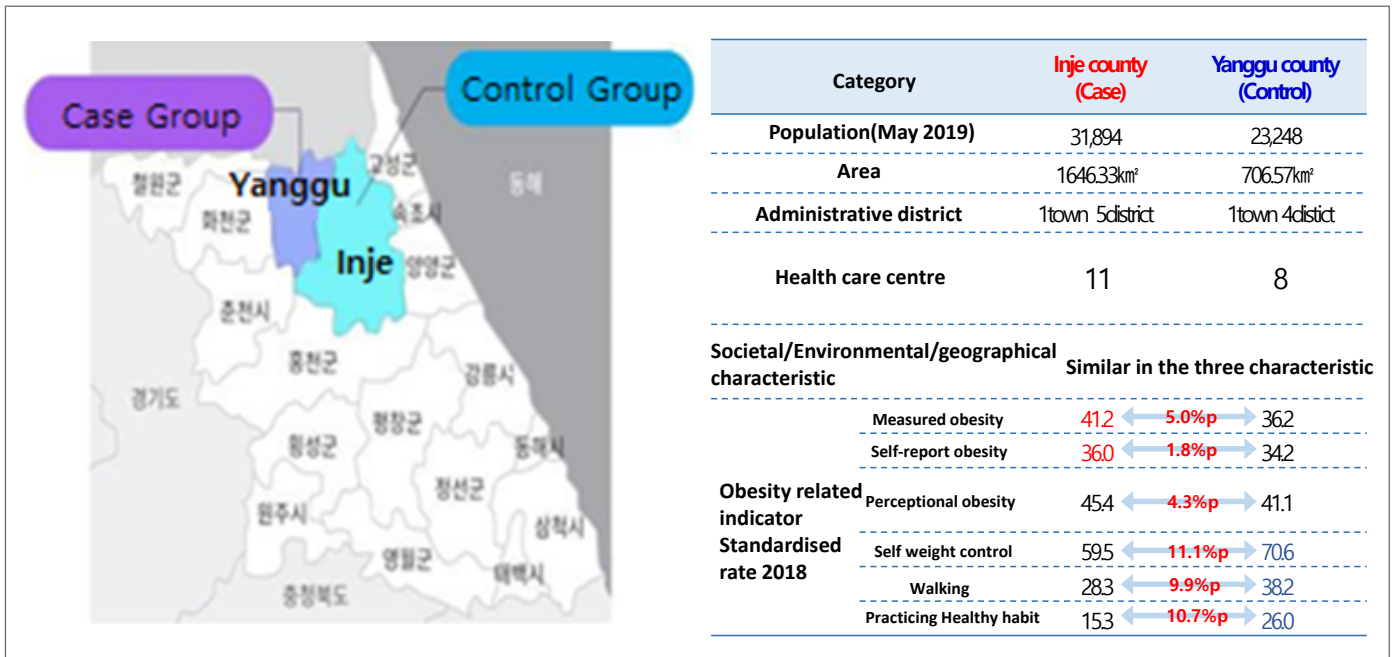 Case Group
Control Group
Yanggu
Inje
철원군
화천군
고성군
속초시
양양군
동해
춘천시
홍천군
강릉시
경기도
횡성군
평창군
동해시
정선군
원주시
삼척시
영월군
태백시
충청북도
Category Inje county (Case) Yanggu county (Control)
Population(May 2019) 31,894 23,248
Area 1646.33㎢ 706.57㎢
Administrative district 1town 5district 1town 4distict
Health care centre 11 8
Societal/Environmental/geographical
characteristic
Similar in the three characteristic
Obesity related
indicator
Standardised
rate 2018
Measured obesity 41.2 5.0%p 36.2
Self-report obesity 36.0 1.8%p 34.2
Perceptional obesity 45.4 4.3%p 41.1
Self weight control 59.5 11.1%p 70.6
Walking 28.3 9.9%p 38.2
Practicing Healthy habit 15.3 10.7%p 26.0